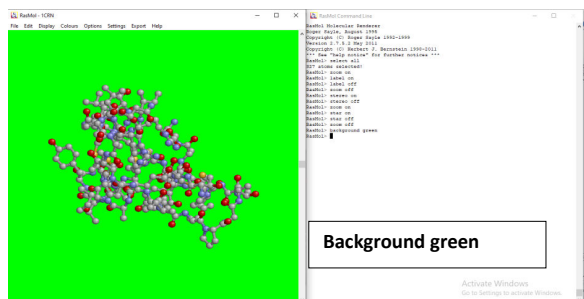 RasMol - 1CRN
File Edit Display Colours Options Settings Export Help
RasMol Command Line
RasMol Molecular Renderer
Roger Sayle, August 1995
Copyright (C) Roger Sayle 1992-1999
Version 2.7.5.2 May 2011
Copyright (C) Herbert J. Bernstein 1998-2011
*** See "help notice" for further notices ***
RasMol> select all
327 atoms selected!
RasMol> zoom on
RasMol> label on
RasMol> label off
RasMol> zoom off
RasMol> stereo on
RasMol> stereo off
RasMol> zoom on
RasMol> star on
RasMol> star off
RasMol> zoom off
RasMol> background green
RasMol>
Background green
Activate Windows
Go to Settings to activate Windows.